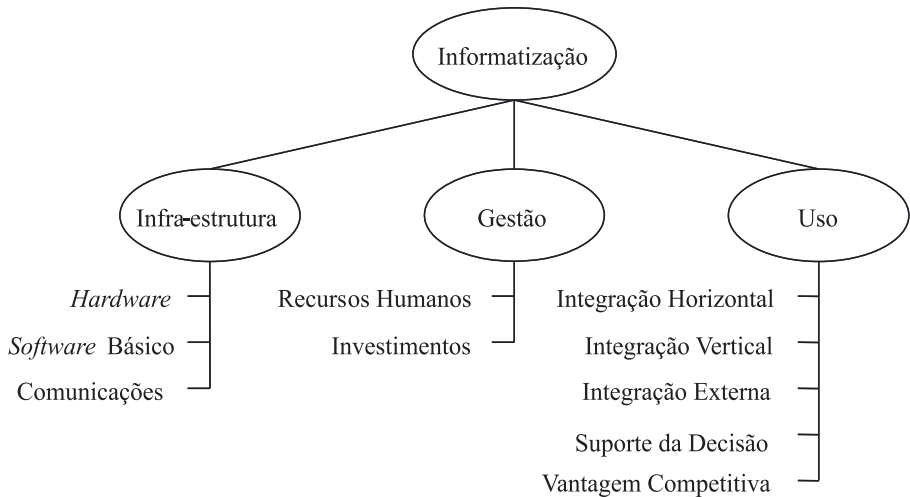 Informatização
Infra-estrutura
Gestão
Uso
Hardware
Software Básico
Comunicações
Recursos Humanos
Investimentos
Integração Horizontal
Integração Vertical
Integração Externa
Suporte da Decisão
Vantagem Competitiva